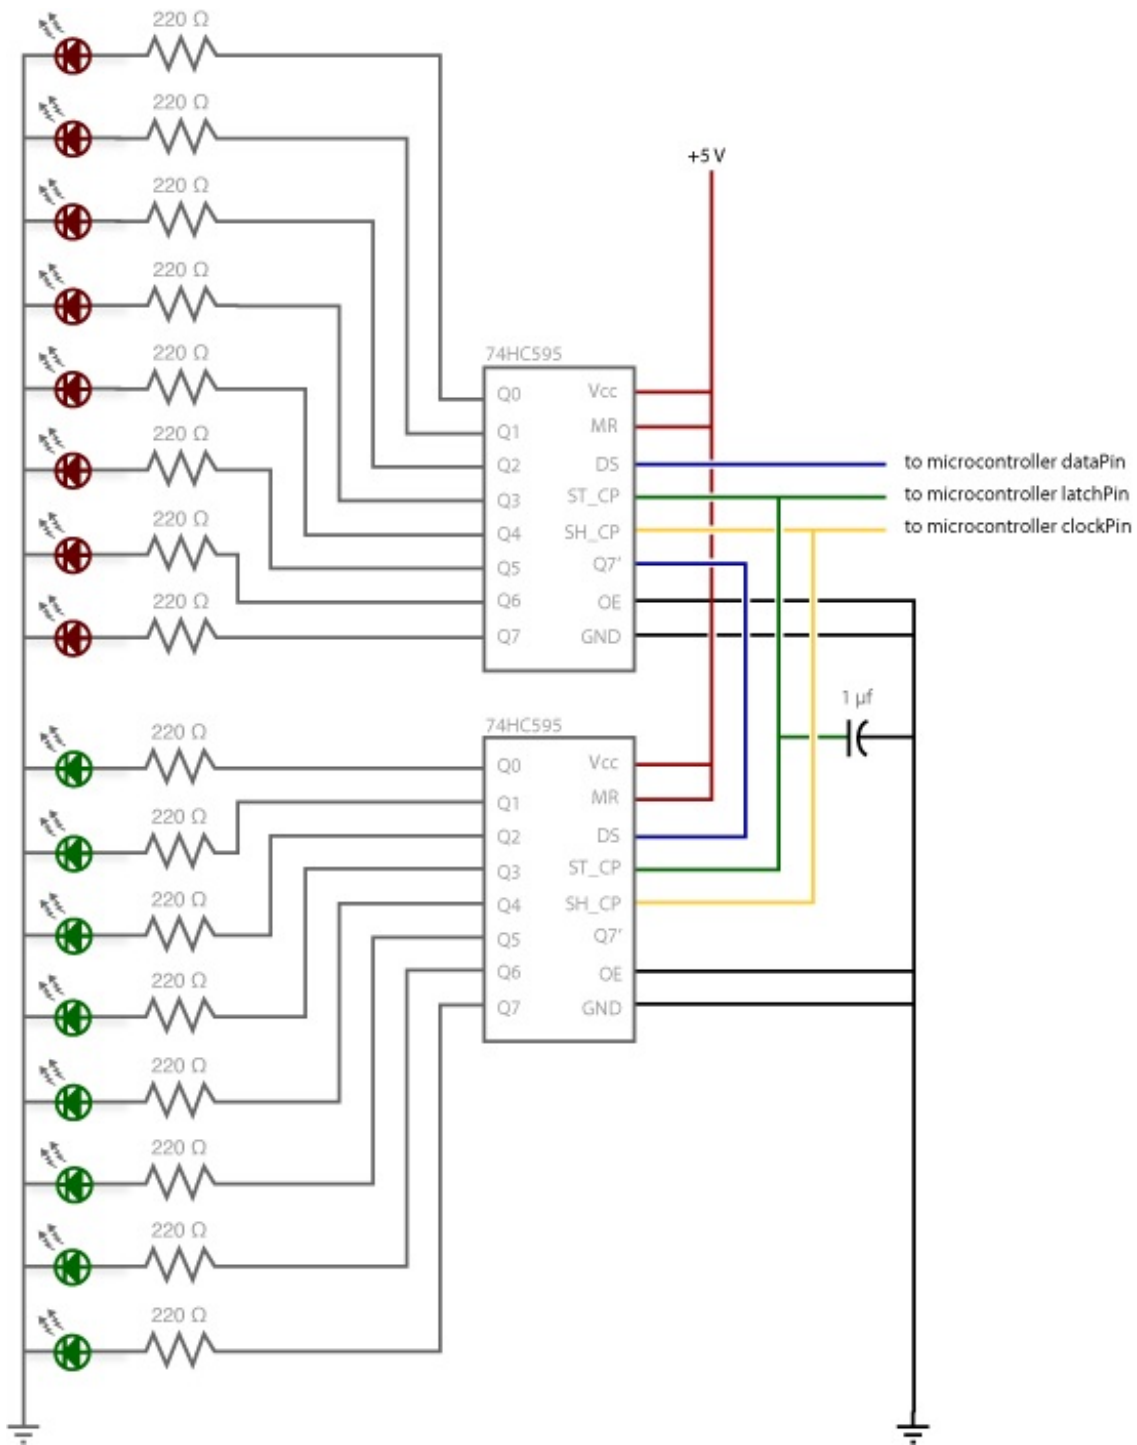 220 Ω
220 Ω
220 Ω
220 Ω
220 Ω
220 Ω
220 Ω
220 Ω
+5 V
74HC595
Q0 Vcc
Q1 MR
Q2 DS to microcontroller dataPin
Q3 ST_CP to microcontroller latchPin
Q4 SH_CP to microcontroller clockPin
Q5 Q7'
Q6 OE
Q7 GND
1 µf
74HC595
Q0 Vcc
Q1 MR
Q2 DS
Q3 ST_CP
Q4 SH_CP
Q5 Q7'
Q6 OE
Q7 GND
220 Ω
220 Ω
220 Ω
220 Ω
220 Ω
220 Ω
220 Ω
220 Ω